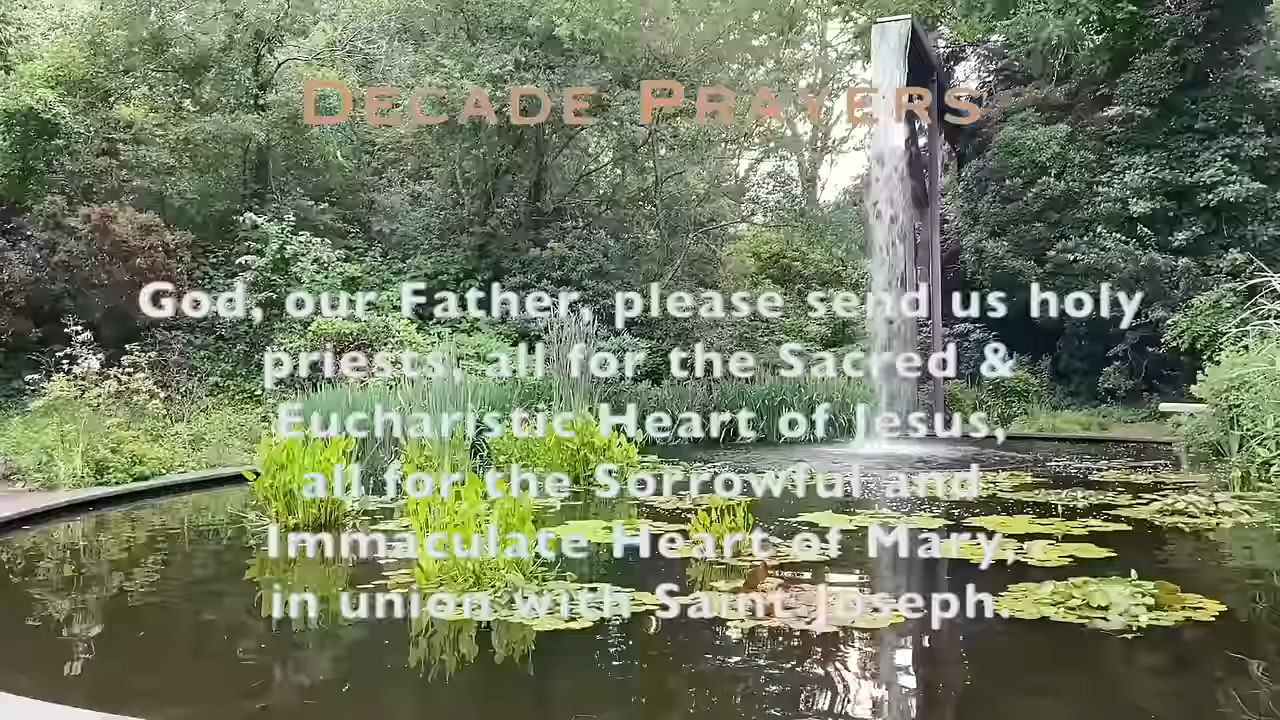 DECADE PRAYERS
God, our Father, please send us holy
priests, all for the Sacred &
Eucharistic Heart of Jesus,
all for the Sorrowful and
Immaculate Heart of Mary,
in union with Saint Joseph.